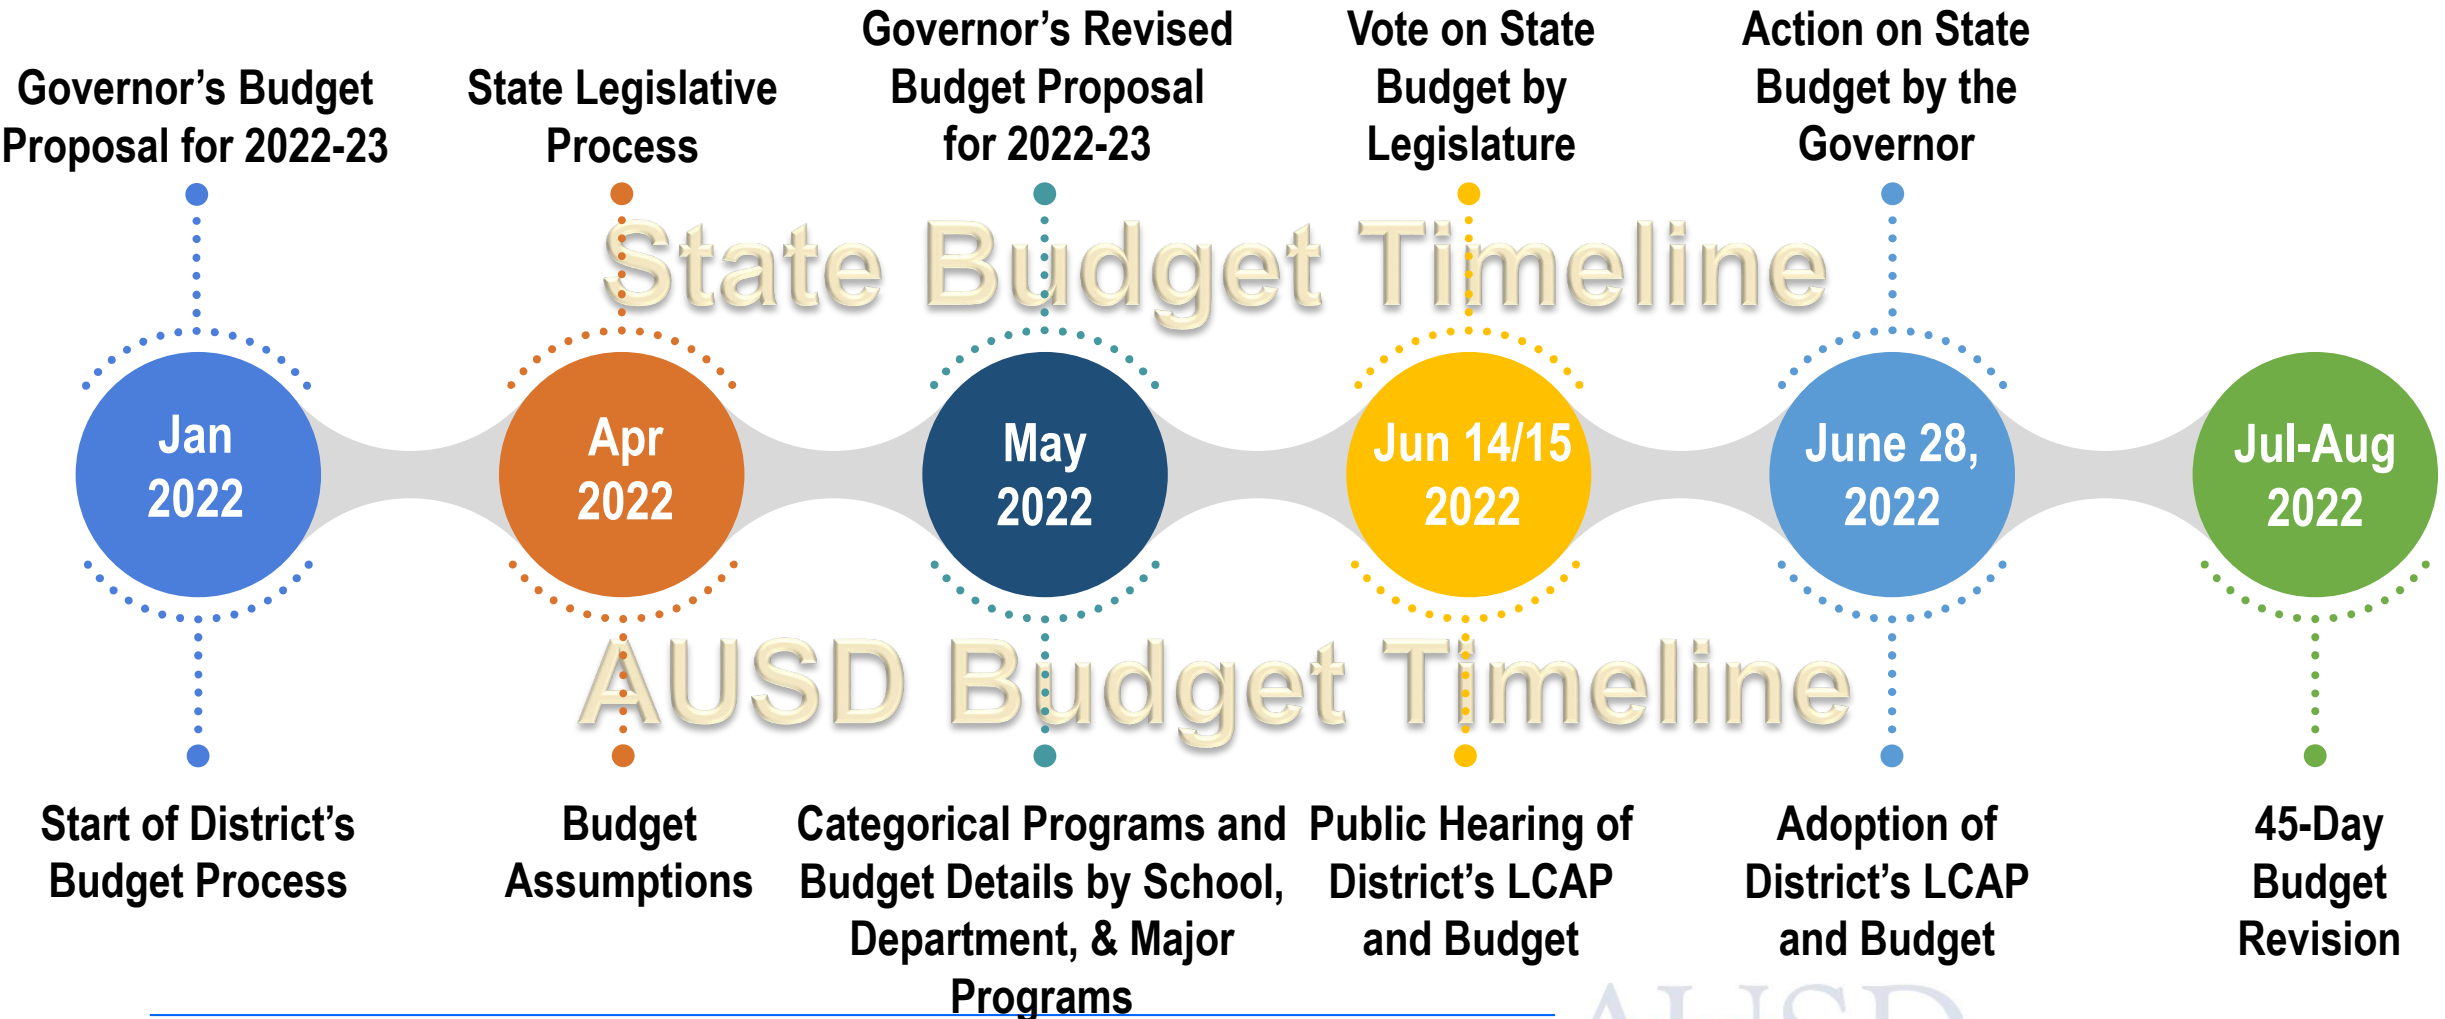 Governor’s Budget
Proposal for 2022-23
State Legislative
Process
Governor’s Revised
Budget Proposal
for 2022-23
Vote on State
Budget by
Legislature
Action on State
Budget by the
Governor
State Budget Timeline
Jan
2022
Apr
2022
May
2022
Jun 14/15
2022
June 28,
2022
Jul-Aug
2022
AUSD Budget Timeline
Start of District’s
Budget Process
Budget
Assumptions
Categorical Programs and
Budget Details by School,
Department, & Major
Programs
Public Hearing of
District’s LCAP
and Budget
Adoption of
District’s LCAP
and Budget
45-Day
Budget
Revision
AUSD